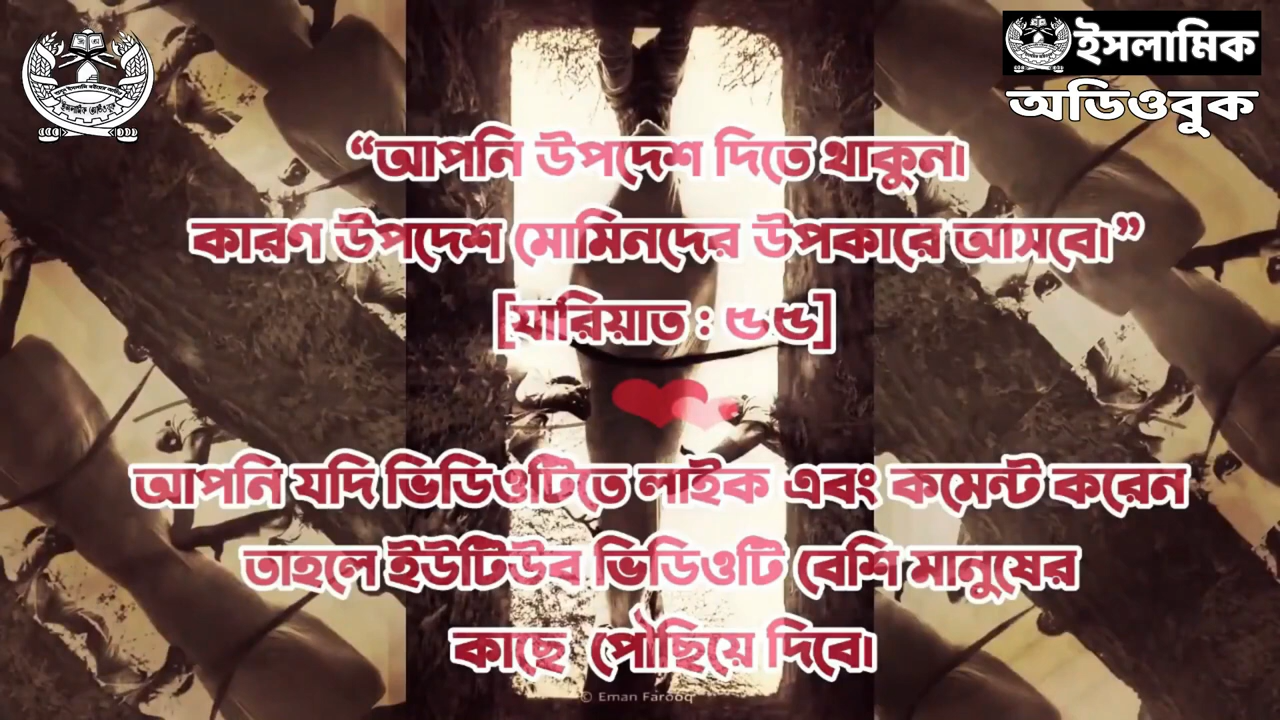 ইসলামিক
অডিওবুক
“আপনি উপদেশ দিতে থাকুন।
কারণ উপদেশ মোমিনদের উপকারে আসবে।”
[যারিয়াত : ৫৫]
আপনি যদি ভিডিওটিতে লাইক এবং কমেন্ট করেন
তাহলে ইউটিউব ভিডিওটি বেশি মানুষের
কাছে পৌছিয়ে দিবে।
© Eman Farooq